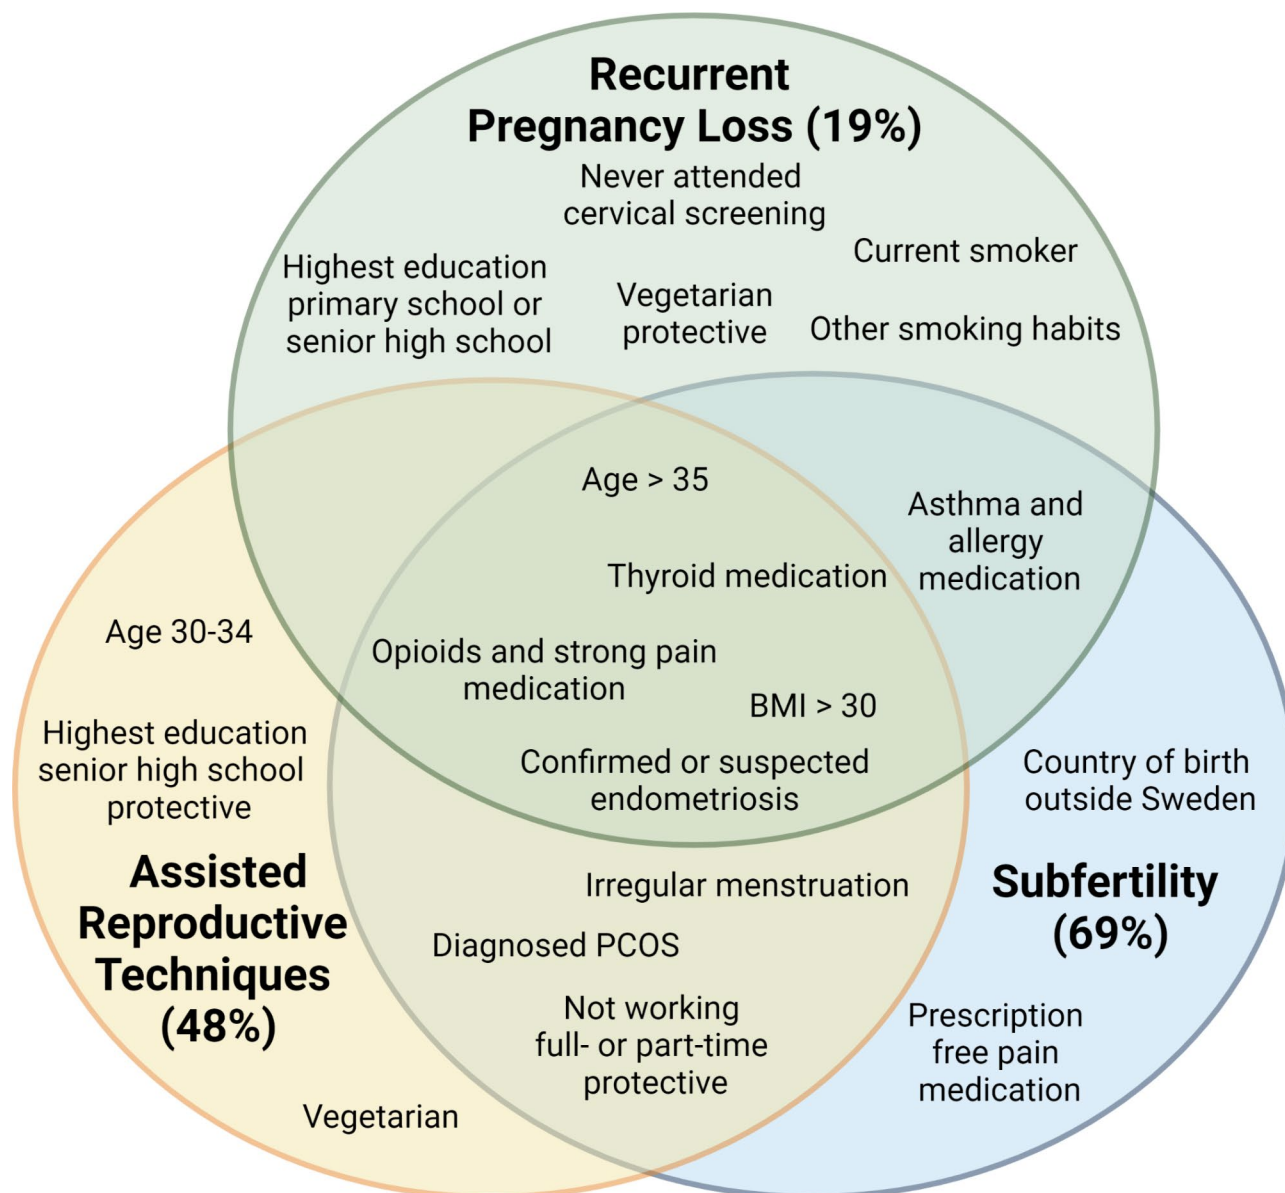 Recurrent
Pregnancy Loss (19%)
Never attended
cervical screening
Current smoker
Highest education
primary school or
senior high school
Vegetarian
protective
Other smoking habits
Age > 35
Asthma and
allergy
medication
Thyroid medication
Age 30-34
Opioids and strong pain
medication
BMI > 30
Highest education
senior high school
protective
Confirmed or suspected
endometriosis
Country of birth
outside Sweden
Assisted
Reproductive
Techniques
(48%)
Irregular menstruation
Subfertility
(69%)
Diagnosed PCOS
Not working
full- or part-time
protective
Prescription
free pain
medication
Vegetarian